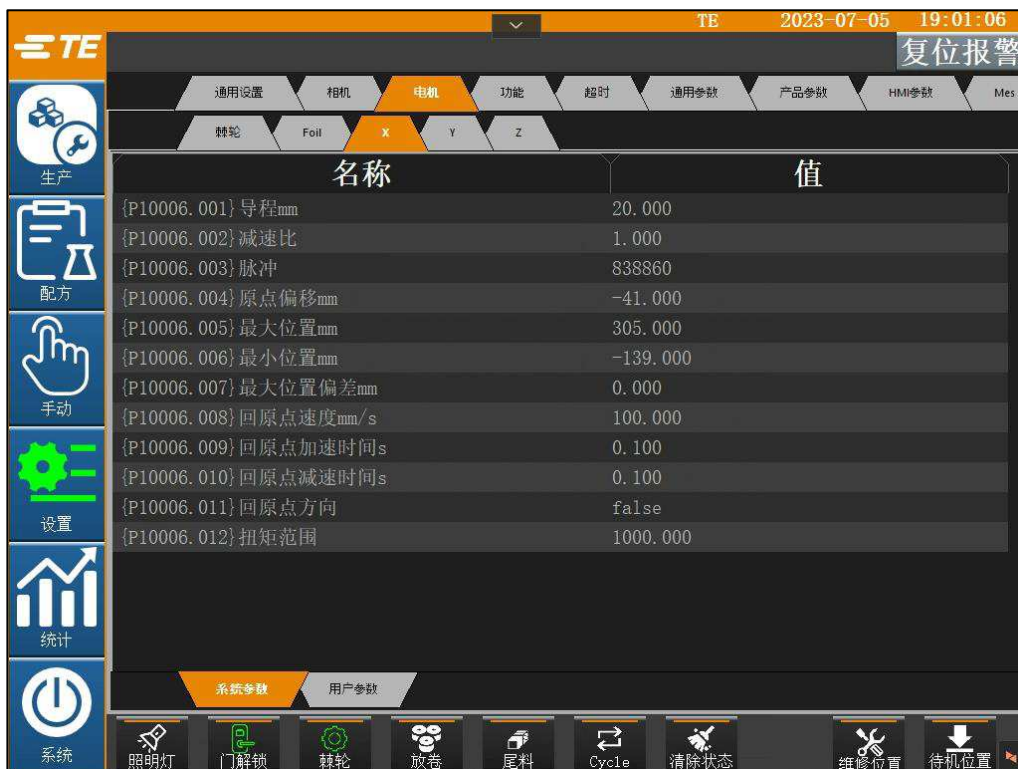 TE 2023-07-05 19:01:06
TE
复位报警
通用设置 相机 电机 功能 超时 通用参数 产品参数 HMI参数 Mes
棘轮 Foil X Y Z
生产
名称 值
{P10006.001}导程mm 20.000
{P10006.002}减速比 1.000
{P10006.003}脉冲 838860
配方
{P10006.004}原点偏移mm -41.000
{P10006.005}最大位置mm 305.000
{P10006.006}最小位置mm -139.000
{P10006.007}最大位置偏差mm 0.000
手动
{P10006.008}回原点速度mm/s 100.000
{P10006.009}回原点加速时间s 0.100
{P10006.010}回原点减速时间s 0.100
{P10006.011}回原点方向 false
设置
{P10006.012}扭矩范围 1000.000
统计
系统参数 用户参数
系统
照明灯 门解锁 棘轮 放卷 尾料 Cycle 清除状态 维修位置 待机位置